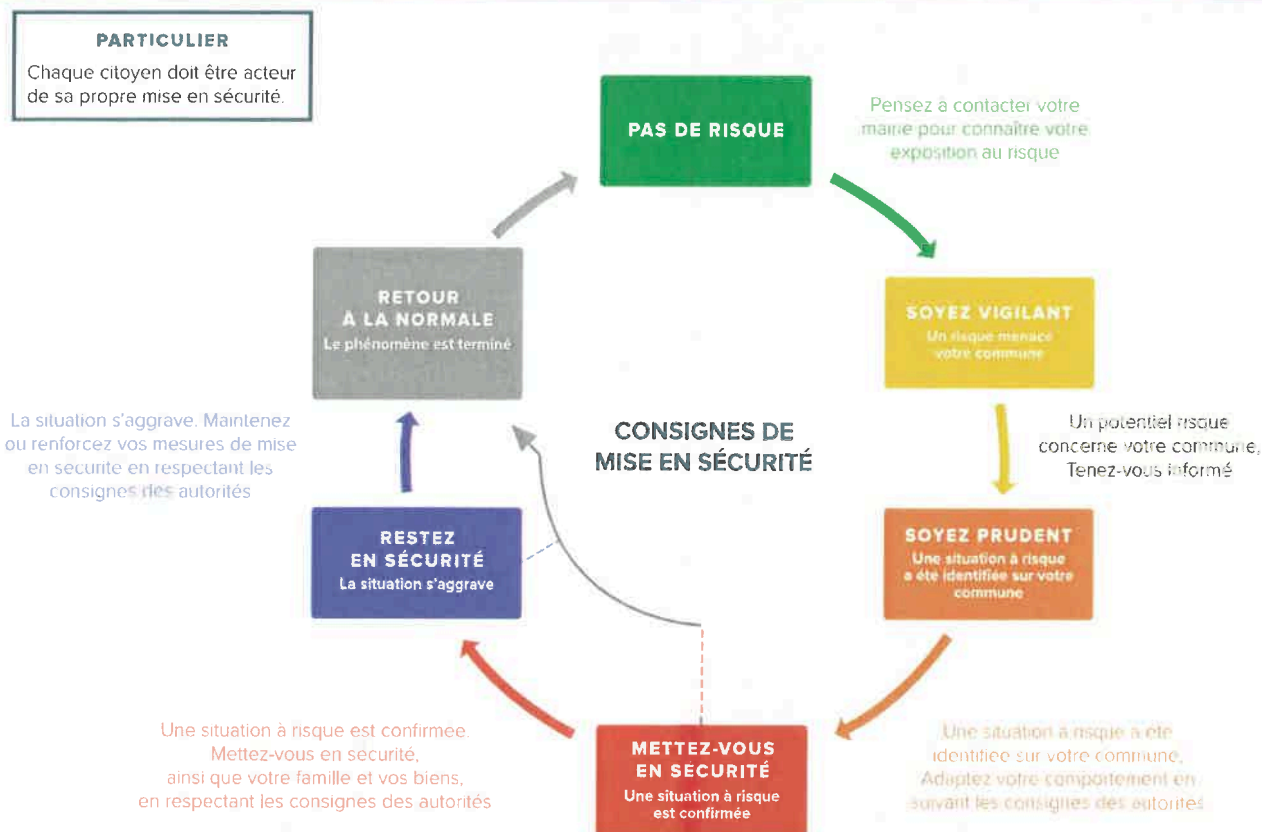 PARTICULIER
Chaque citoyen doit être acteur
de sa propre mise en sécurité.
PAS DE RISQUE
Pensez à contacter votre
mairie pour connaître votre
exposition au risque
RETOUR
À LA NORMALE
Le phénomène est terminé
SOYEZ VIGILANT
Un risque menace
votre commune
La situation s'aggrave. Maintenez
ou renforcez vos mesures de mise
en sécurité en respectant les
consignes des autorités
CONSIGNES DE
MISE EN SÉCURITÉ
Un potentiel risque
concerne votre commune,
Tenez-vous informé
RESTEZ
EN SÉCURITÉ
La situation s'aggrave
SOYEZ PRUDENT
Une situation à risque
a été identifiée sur votre
commune
Une situation à risque est confirmée.
Mettez-vous en sécurité,
ainsi que votre famille et vos biens,
en respectant les consignes des autorités
METTEZ-VOUS
EN SÉCURITÉ
Une situation à risque
est confirmée
Une situation à risque a été
identifiée sur votre commune,
Adaptez votre comportement en
suivant les consignes des autorités